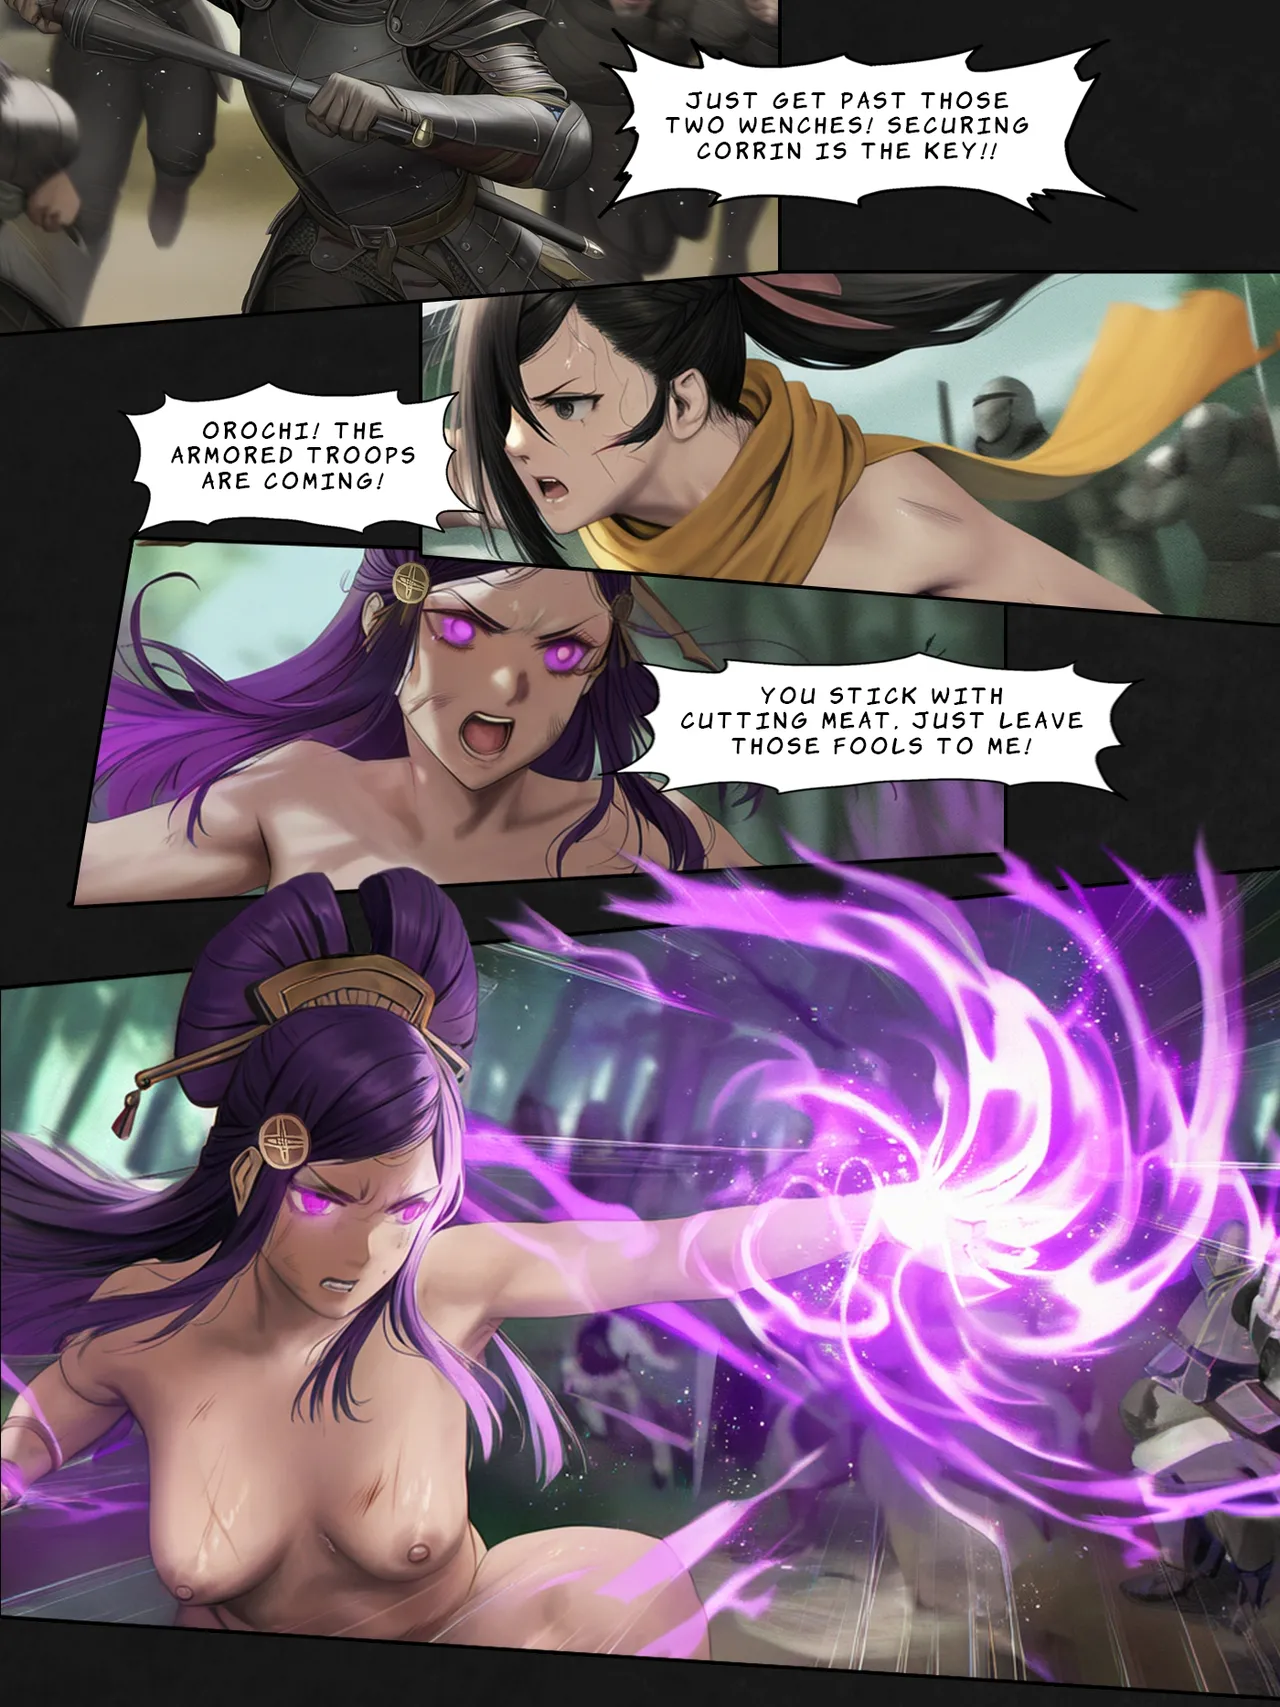 JUST GET PAST THOSE
TWO WENCHES! SECURING
CORRIN IS THE KEY!!
OROCHI! THE
ARMORED TROOPS
ARE COMING!
YOU STICK WITH
CUTTING MEAT. JUST LEAVE
THOSE FOOLS TO ME!